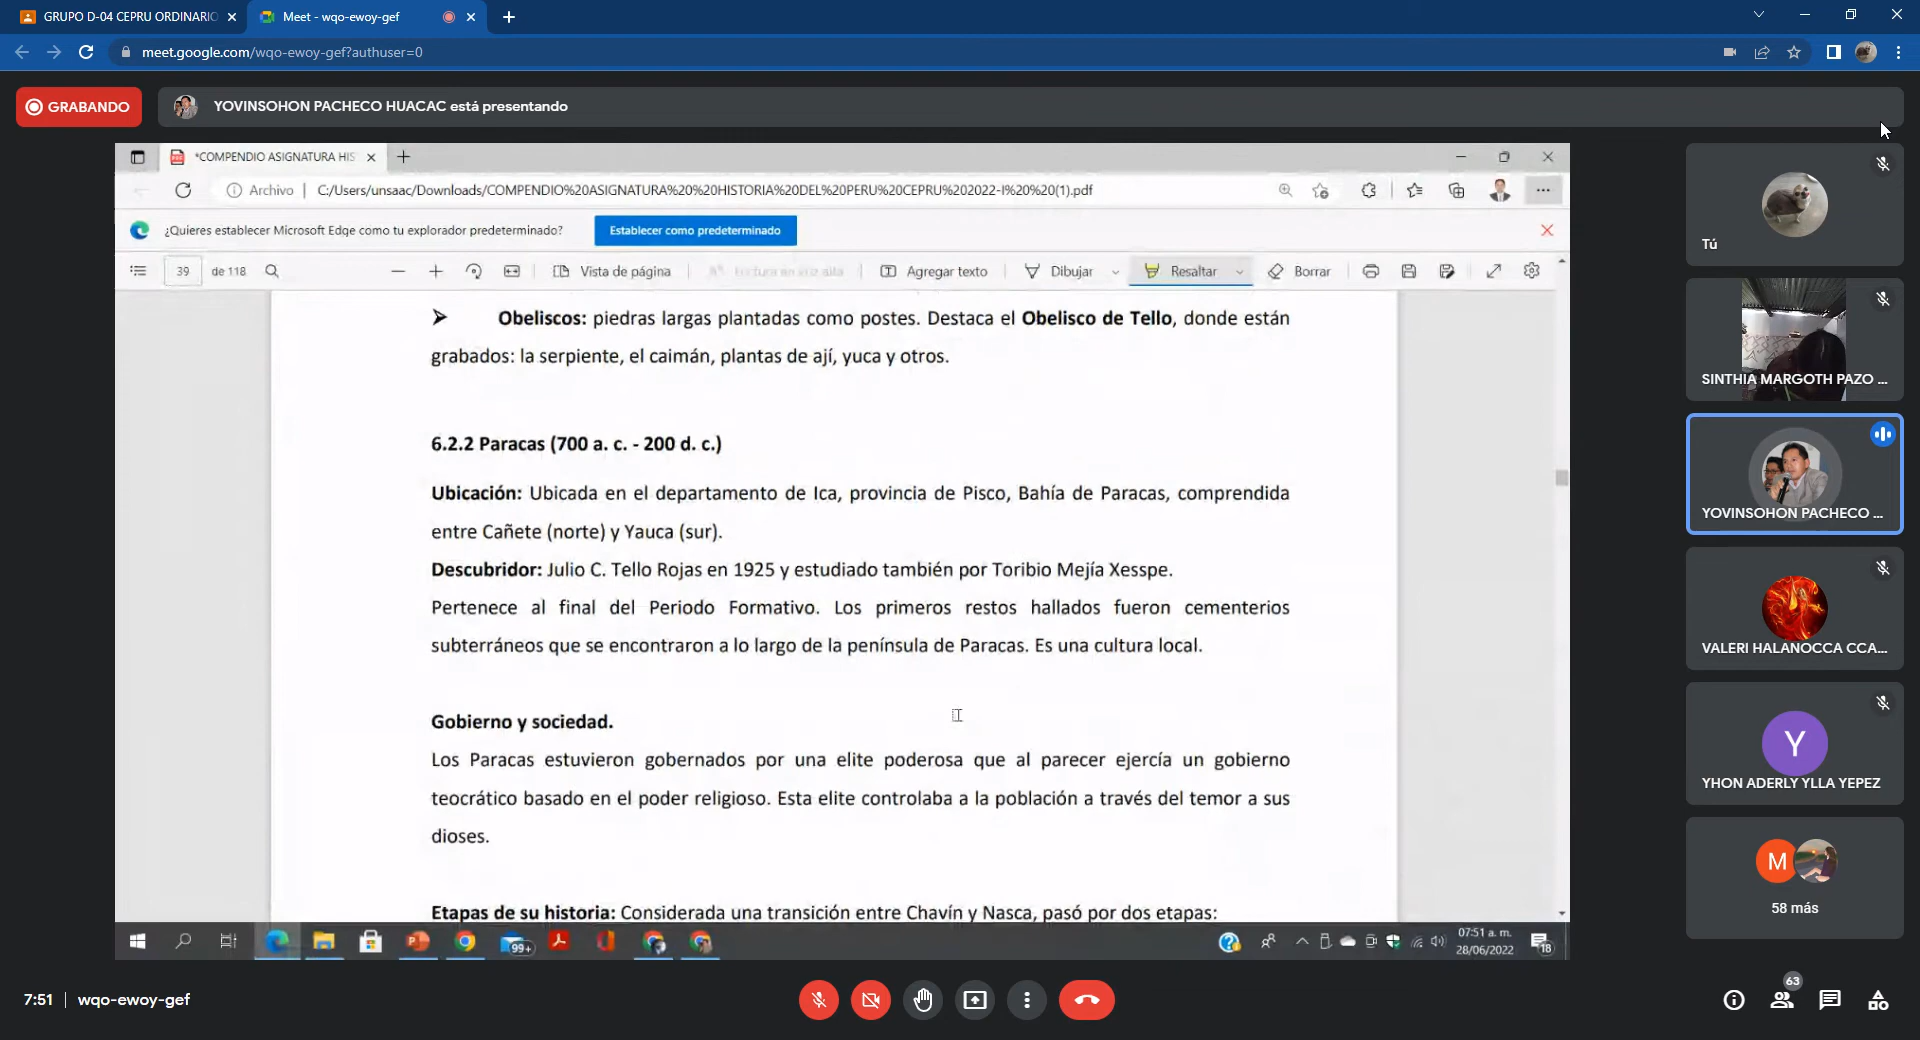 GRUPO D-04 CEPRU ORDINARIO
Meet - wqo-ewoy-gef
meet.google.com/wqo-ewoy-gef?authuser=0
GRABANDO
YOVINSOHON PACHECO HUACAC está presentando
*COMPENDIO ASIGNATURA HIS
Archivo
C:/Users/unsaac/Downloads/COMPENDIO%20ASIGNATURA%20%20HISTORIA%20DEL%20PERU%20CEPRU%202022-I%20%20(1).pdf
¿Quieres establecer Microsoft Edge como tu explorador predeterminado?
Establecer como predeterminado
39 de 118
Vista de página
Lectura en voz alta
Agregar texto
Dibujar
Resaltar
Borrar
Obeliscos: piedras largas plantadas como postes. Destaca el Obelisco de Tello, donde están
grabados: la serpiente, el caimán, plantas de ají, yuca y otros.
6.2.2 Paracas (700 a. c. - 200 d. c.)
Ubicación: Ubicada en el departamento de Ica, provincia de Pisco, Bahía de Paracas, comprendida
entre Cañete (norte) y Yauca (sur).
Descubridor: Julio C. Tello Rojas en 1925 y estudiado también por Toribio Mejía Xesspe.
Pertenece al final del Periodo Formativo. Los primeros restos hallados fueron cementerios
subterráneos que se encontraron a lo largo de la península de Paracas. Es una cultura local.
Gobierno y sociedad.
Los Paracas estuvieron gobernados por una elite poderosa que al parecer ejercía un gobierno
teocrático basado en el poder religioso. Esta elite controlaba a la población a través del temor a sus
dioses.
Etapas de su historia: Considerada una transición entre Chavín y Nasca, pasó por dos etapas:
99+
07:51 a. m.
28/06/2022
18
Tú
SINTHIA MARGOTH PAZO ...
YOVINSOHON PACHECO ...
VALERI HALANOCCA CCA...
Y
YHON ADERLY YLLA YEPEZ
M
58 más
7:51
wqo-ewoy-gef
63